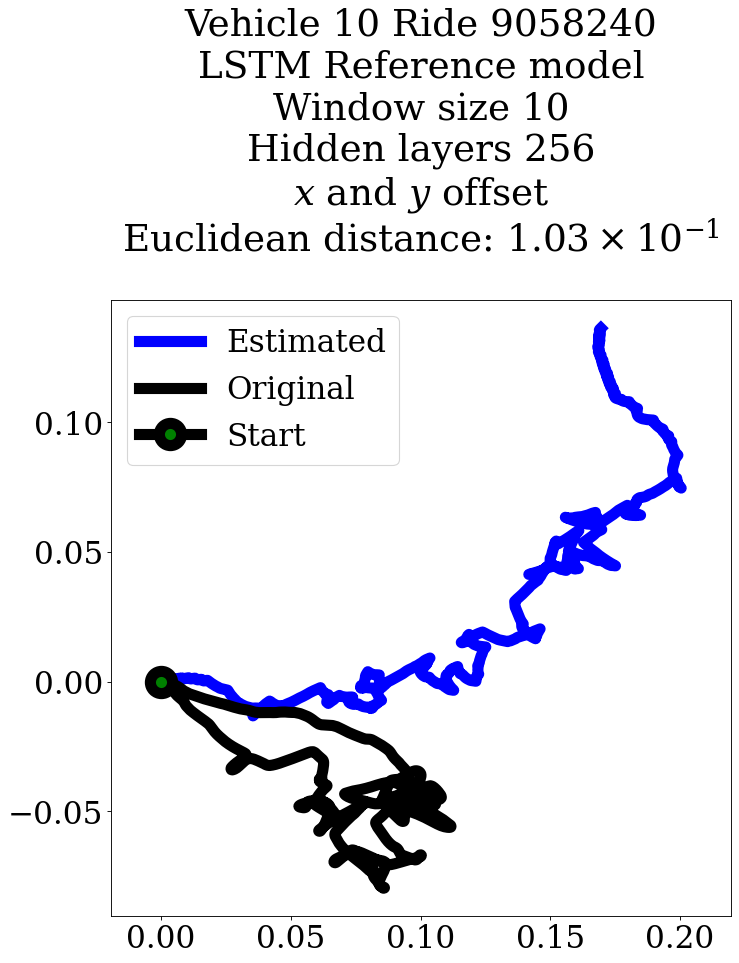 Vehicle 10 Ride 9058240
LSTM Reference model
Window size 10
Hidden layers 256
x and y offset
Euclidean distance: 1.03 × 10⁻¹
Estimated
Original
Start
0.10
0.05
0.00
−0.05
0.00 0.05 0.10 0.15 0.20